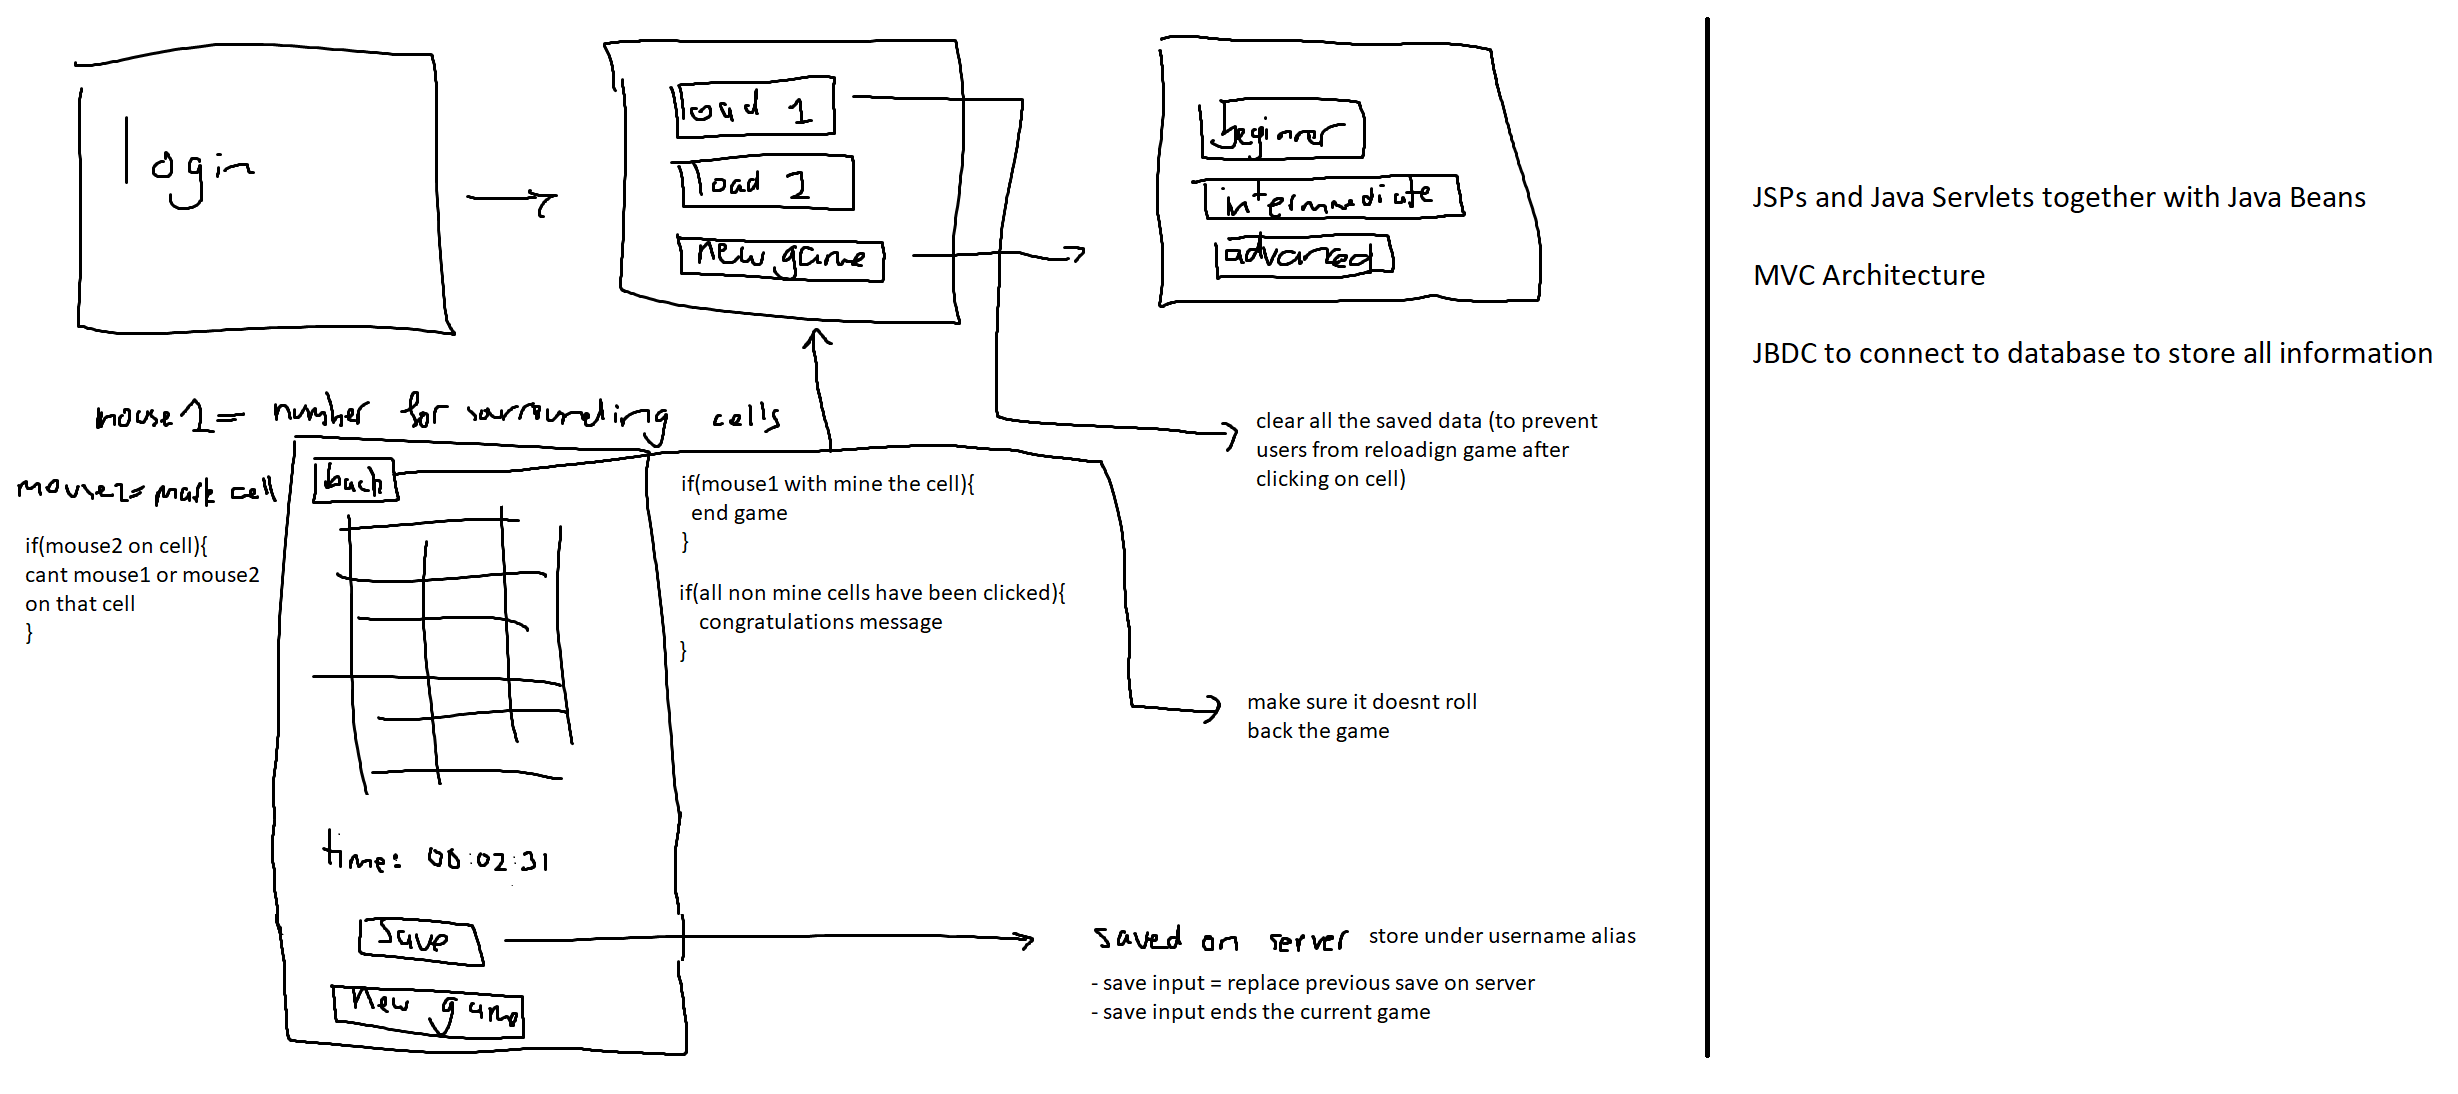 login
load 1
load 2
new game
beginner
intermmediate
advanced
JSPs and Java Servlets together with Java Beans
MVC Architecture
JBDC to connect to database to store all information
mouse1 = number for surrounding cells
mouse2= mark cell
if(mouse2 on cell){
cant mouse1 or mouse2
on that cell
}
back
if(mouse1 with mine the cell){
end game
}
if(all non mine cells have been clicked){
congratulations message
}
clear all the saved data (to prevent
users from reloadign game after
clicking on cell)
make sure it doesnt roll
back the game
time: 00:02:31
save
new game
saved on server store under username alias
- save input = replace previous save on server
- save input ends the current game